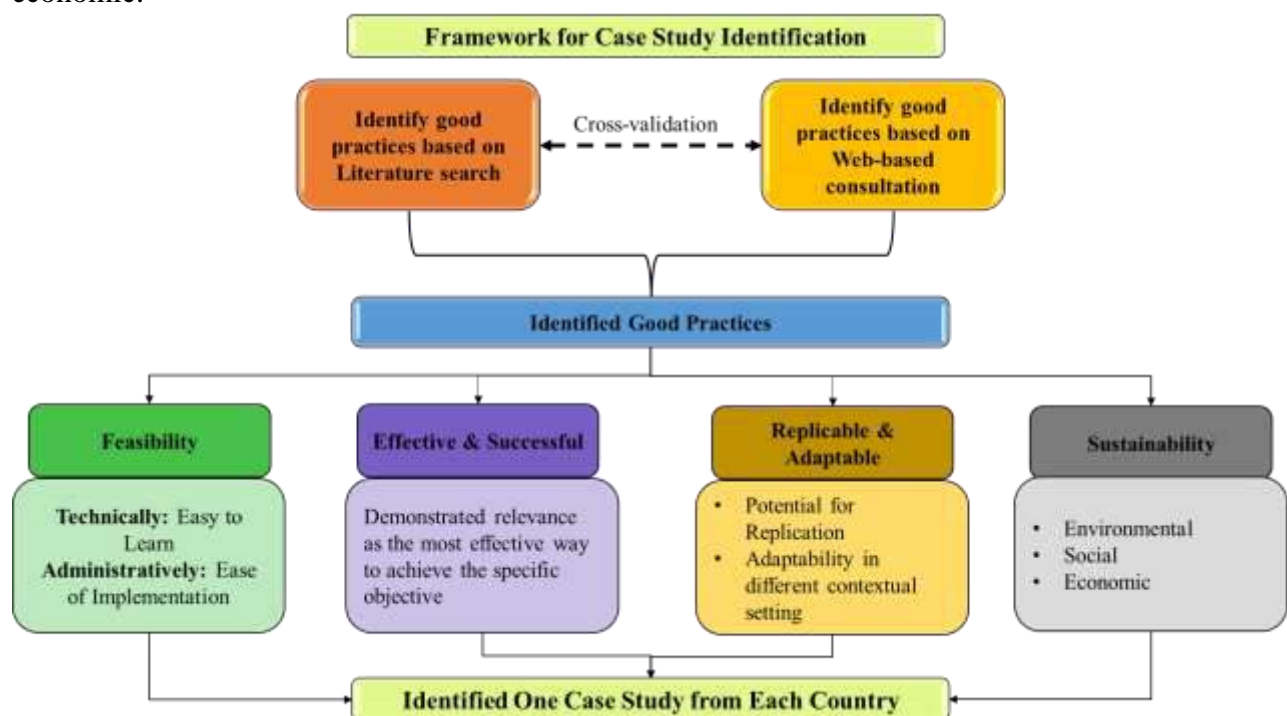 economic.
Framework for Case Study Identification
Identify good
practices based on
Literature search
Cross-validation
Identify good
practices based on
Web-based
consultation
Identified Good Practices
Feasibility
Technically: Easy to
Learn
Administratively: Ease
of Implementation
Effective & Successful
Demonstrated relevance
as the most effective way
to achieve the specific
objective
Replicable &
Adaptable
• Potential for
Replication
• Adaptability in
different contextual
setting
Sustainability
• Environmental
• Social
• Economic
Identified One Case Study from Each Country